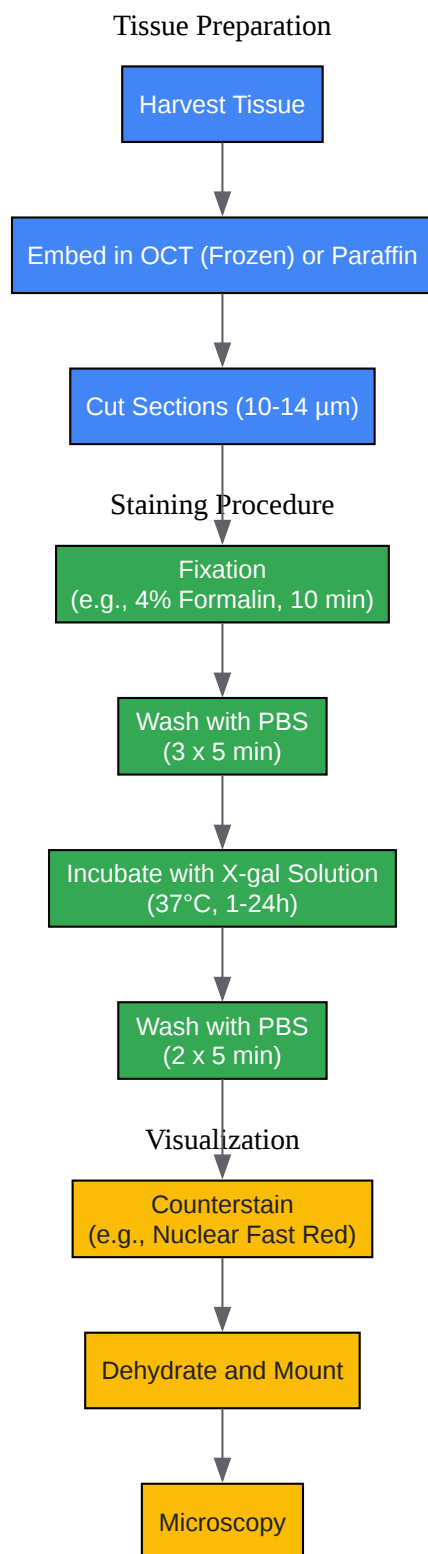 Tissue Preparation
Harvest Tissue
Embed in OCT (Frozen) or Paraffin
Cut Sections (10-14 µm)
Staining Procedure
Fixation
(e.g., 4% Formalin, 10 min)
Wash with PBS
(3 x 5 min)
Incubate with X-gal Solution
(37°C, 1-24h)
Wash with PBS
(2 x 5 min)
Visualization
Counterstain
(e.g., Nuclear Fast Red)
Dehydrate and Mount
Microscopy